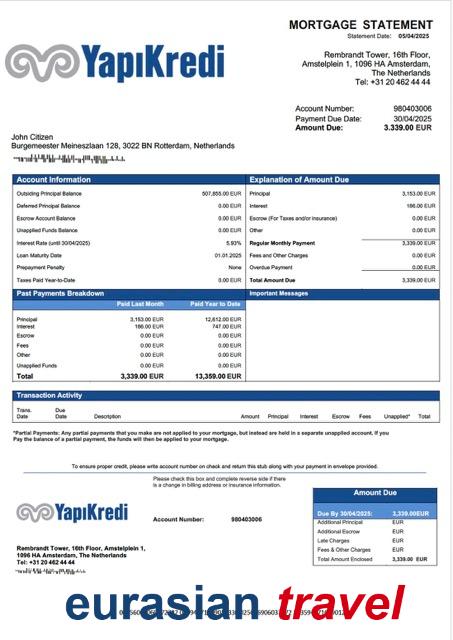 MORTGAGE STATEMENT
Statement Date: 05/04/2025
YapıKredi
Rembrandt Tower, 16th Floor,
Amstelplein 1, 1096 HA Amsterdam,
The Netherlands
Tel: +31 20 462 44 44
Account Number: 980403006
Payment Due Date: 30/04/2025
Amount Due: 3.339.00 EUR
John Citizen
Burgemeester Meineszlaan 128, 3022 BN Rotterdam, Netherlands
Account Information
Outsiding Principal Balance 507,855.00 EUR
Deferred Principal Balance 0.00 EUR
Escrow Account Balance 0.00 EUR
Unapplied Funds Balance 0.00 EUR
Interest Rate (until 30/04/2025) 5.93%
Loan Maturity Date 01.01.2025
Prepayment Penalty None
Taxes Paid Year-to-Date 0.00 EUR
Explanation of Amount Due
Principal 3,153.00 EUR
Interest 186.00 EUR
Escrow (For Taxes and/or Insurance) 0.00 EUR
Other 0.00 EUR
Regular Monthly Payment 3,339.00 EUR
Fees and Other Charges 0.00 EUR
Overdue Payment 0.00 EUR
Total Amount Due 3,339.00 EUR
Past Payments Breakdown
Paid Last Month Paid Year to Date
Principal 3,153.00 EUR 12,612.00 EUR
Interest 186.00 EUR 747.00 EUR
Escrow 0.00 EUR 0.00 EUR
Fees 0.00 EUR 0.00 EUR
Other 0.00 EUR 0.00 EUR
Unapplied Funds 0.00 EUR 0.00 EUR
Total 3,339.00 EUR 13,359.00 EUR
Important Messages
Transaction Activity
Trans. Date Due Date Description Amount Principal Interest Escrow Fees Unapplied* Total
*Partial Payments: Any partial payments that you make are not applied to your mortgage, but instead are held in a separate unapplied account, If you
Pay the balance of a partial payment, the funds will then be applied to your mortgage.
To ensure proper credit, please write account number on check and return this stub along with your payment in envelope provided.
Please check this box and complete reverse side if there
is a change in billing address or insurance information.
YapıKredi
Account Number: 980403006
Rembrandt Tower, 16th Floor, Amstelplein 1,
1096 HA Amsterdam, The Netherlands
Tel: +31 20 462 44 44
Amount Due
Due By 30/04/2025: 3,339.00EUR
Additional Principal EUR
Additional Escrow EUR
Late Charges EUR
Fees & Other Charges EUR
Total Amount Enclosed 3,339.00 EUR
eurasian travel